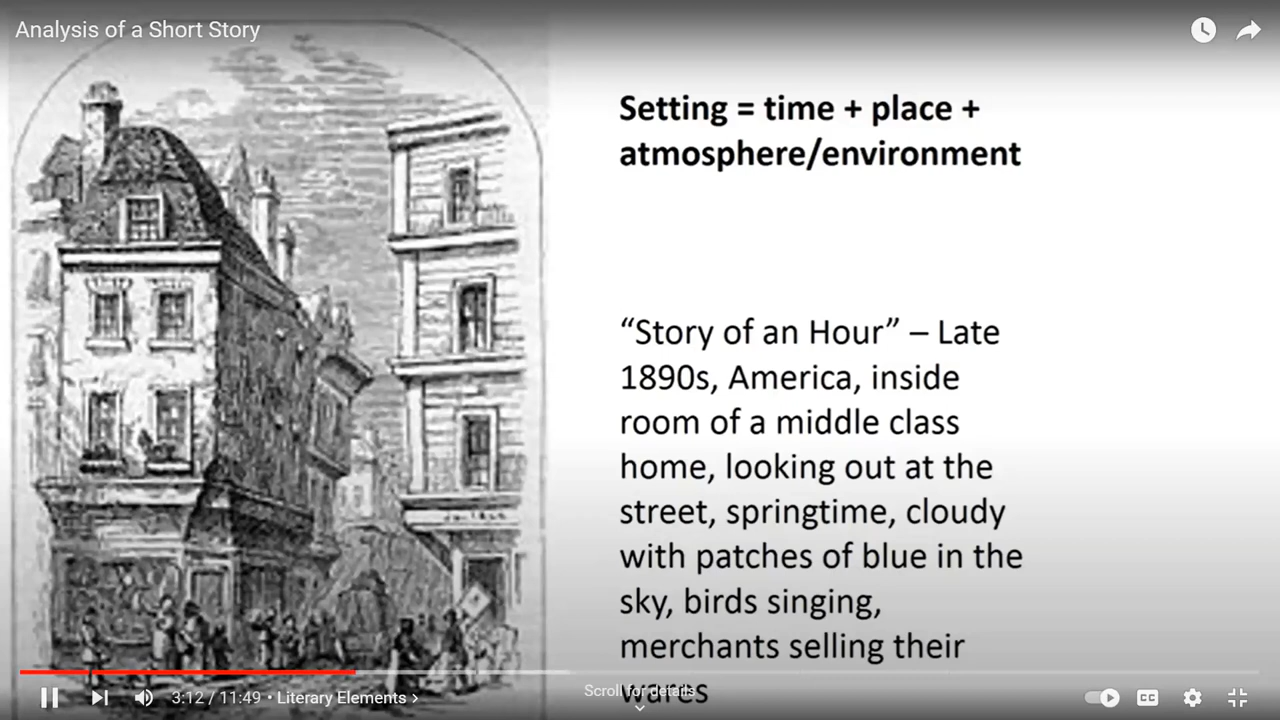 Analysis of a Short Story
Setting = time + place +
atmosphere/environment
“Story of an Hour” – Late
1890s, America, inside
room of a middle class
home, looking out at the
street, springtime, cloudy
with patches of blue in the
sky, birds singing,
merchants selling their
wares
Scroll for details
3:12 / 11:49 • Literary Elements >
CC